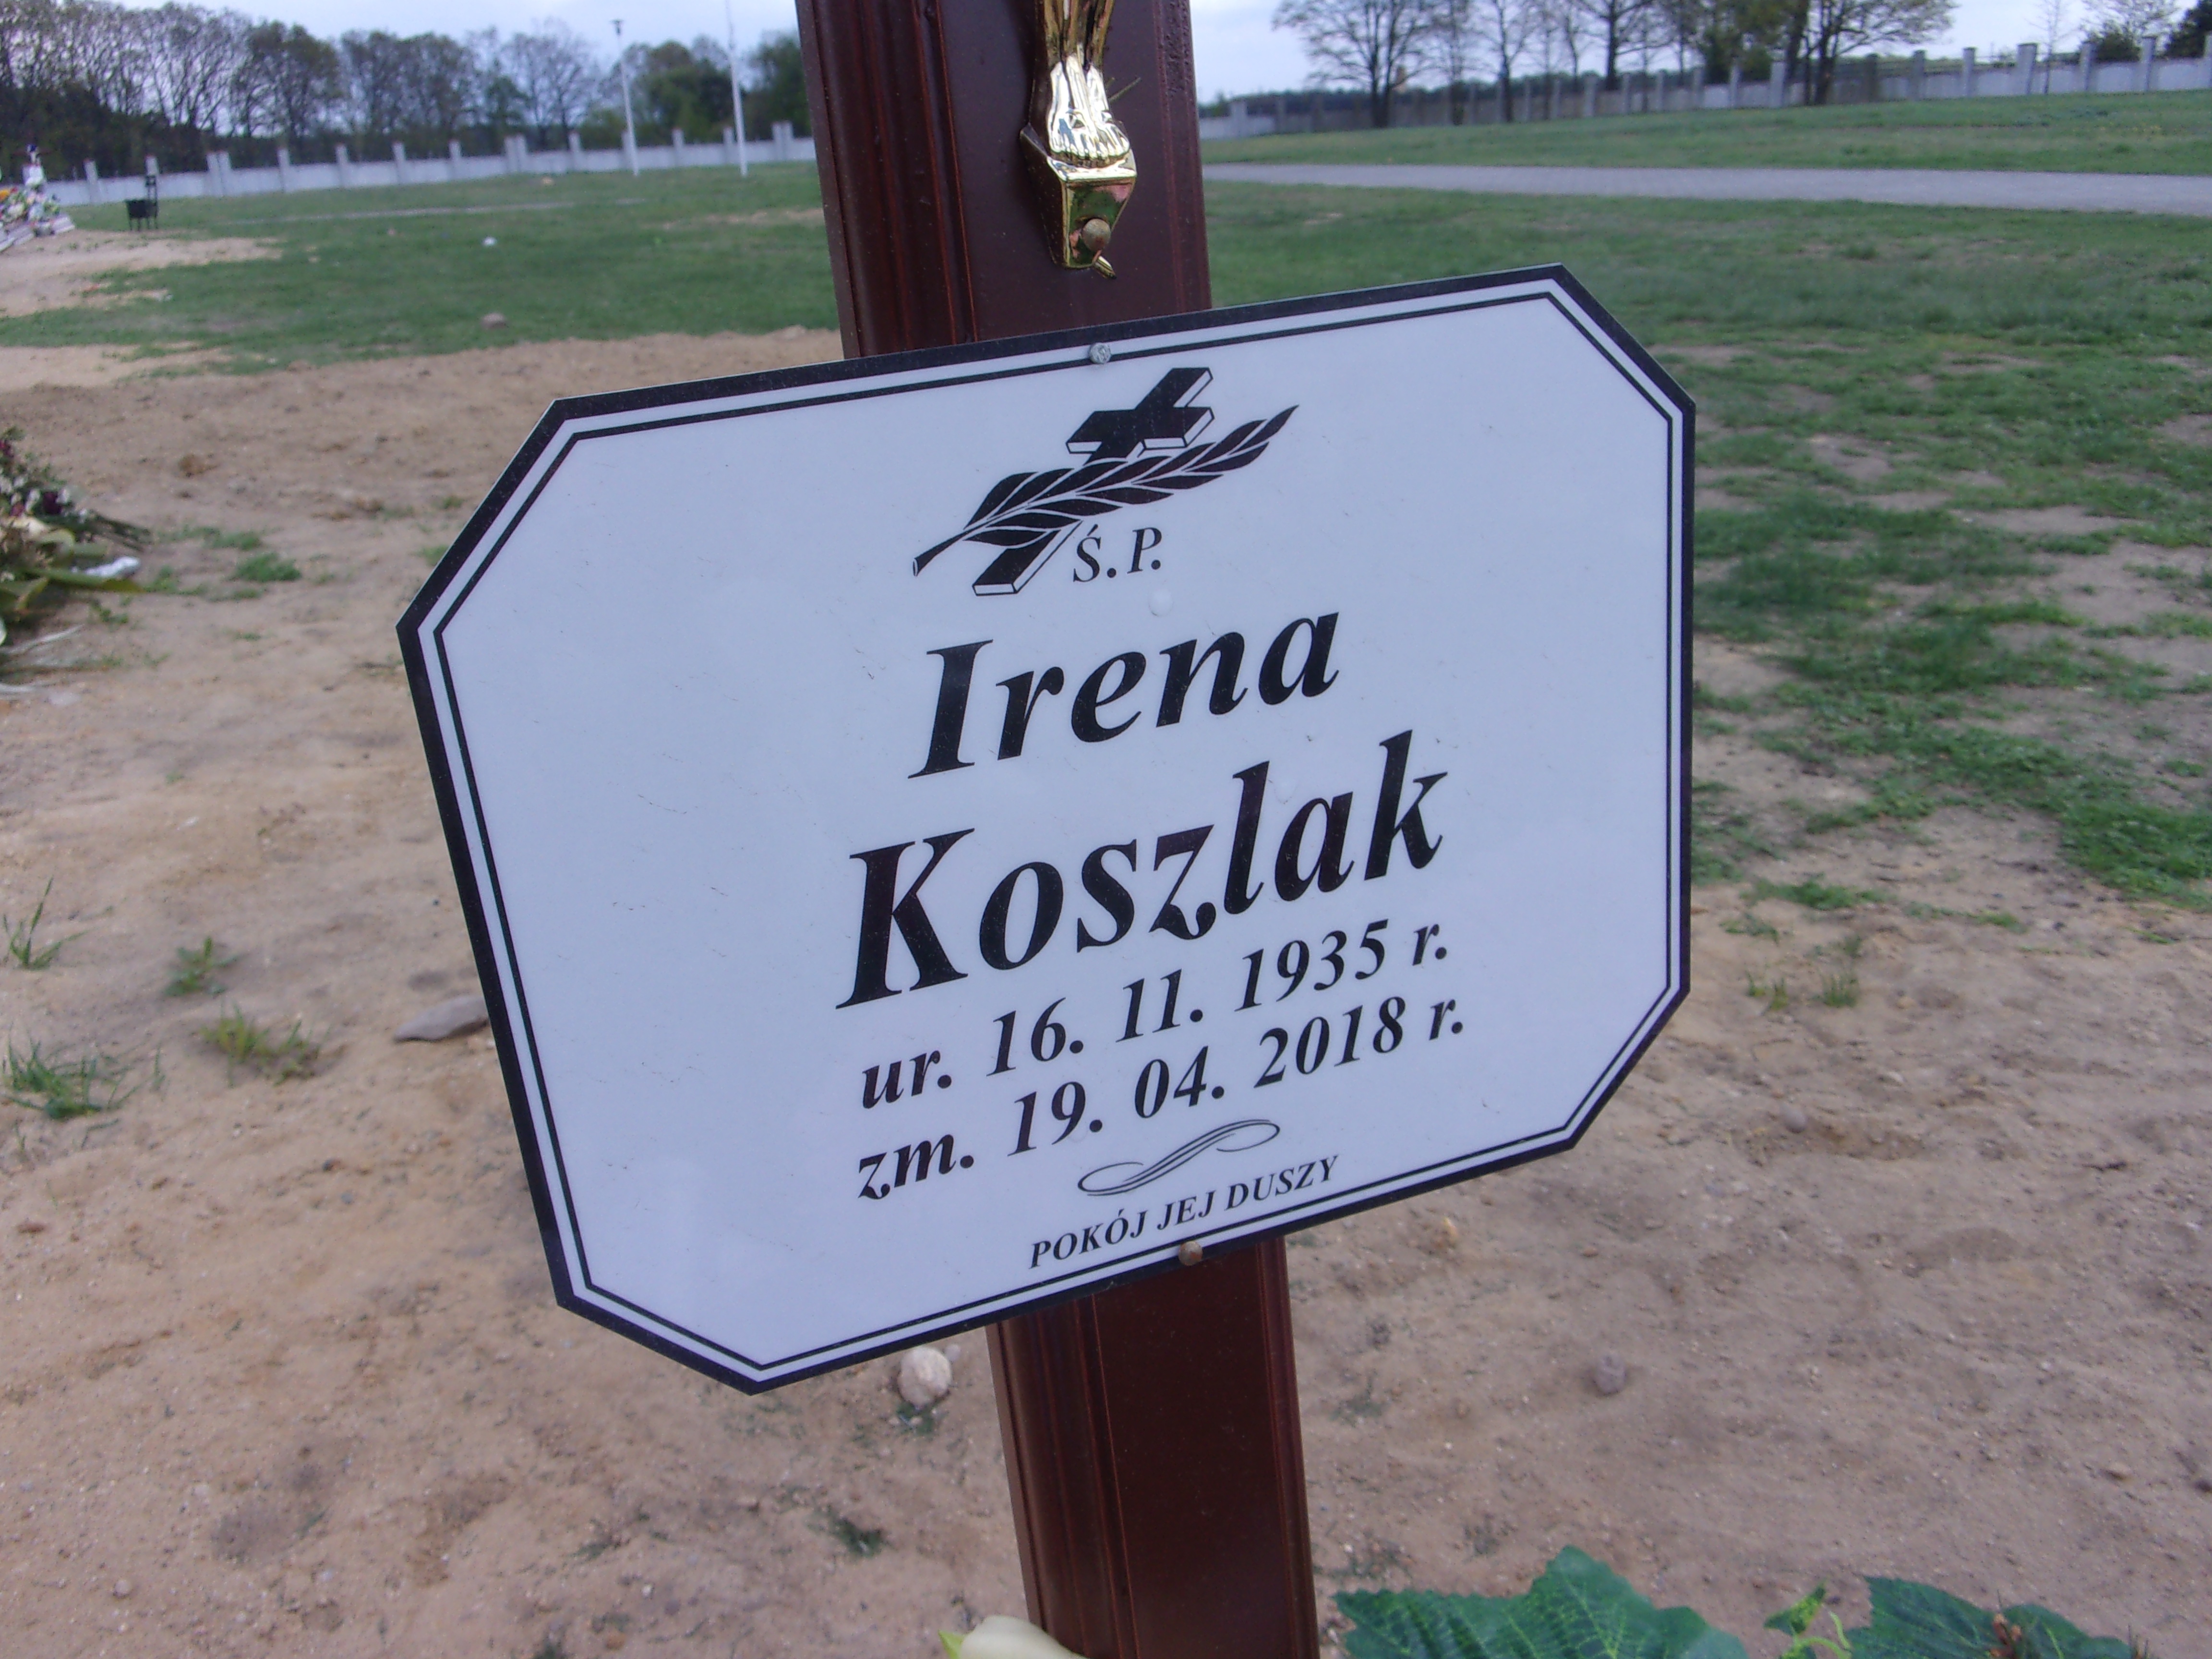 Ś.P.
Irena
Koszlak
ur. 16. 11. 1935 r.
zm. 19. 04. 2018 r.
POKÓJ JEJ DUSZY